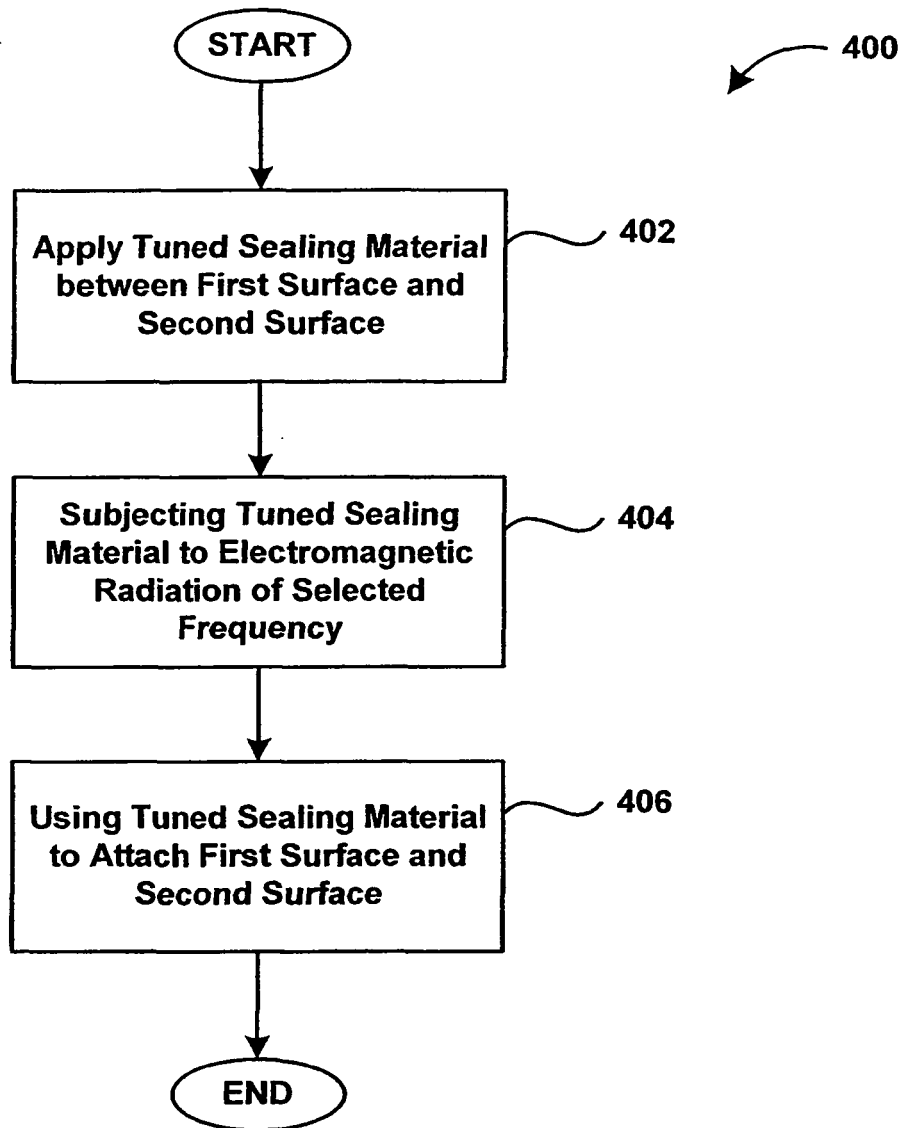 START
400
Apply Tuned Sealing Material
between First Surface and
Second Surface
402
Subjecting Tuned Sealing
Material to Electromagnetic
Radiation of Selected
Frequency
404
Using Tuned Sealing Material
to Attach First Surface and
Second Surface
406
END